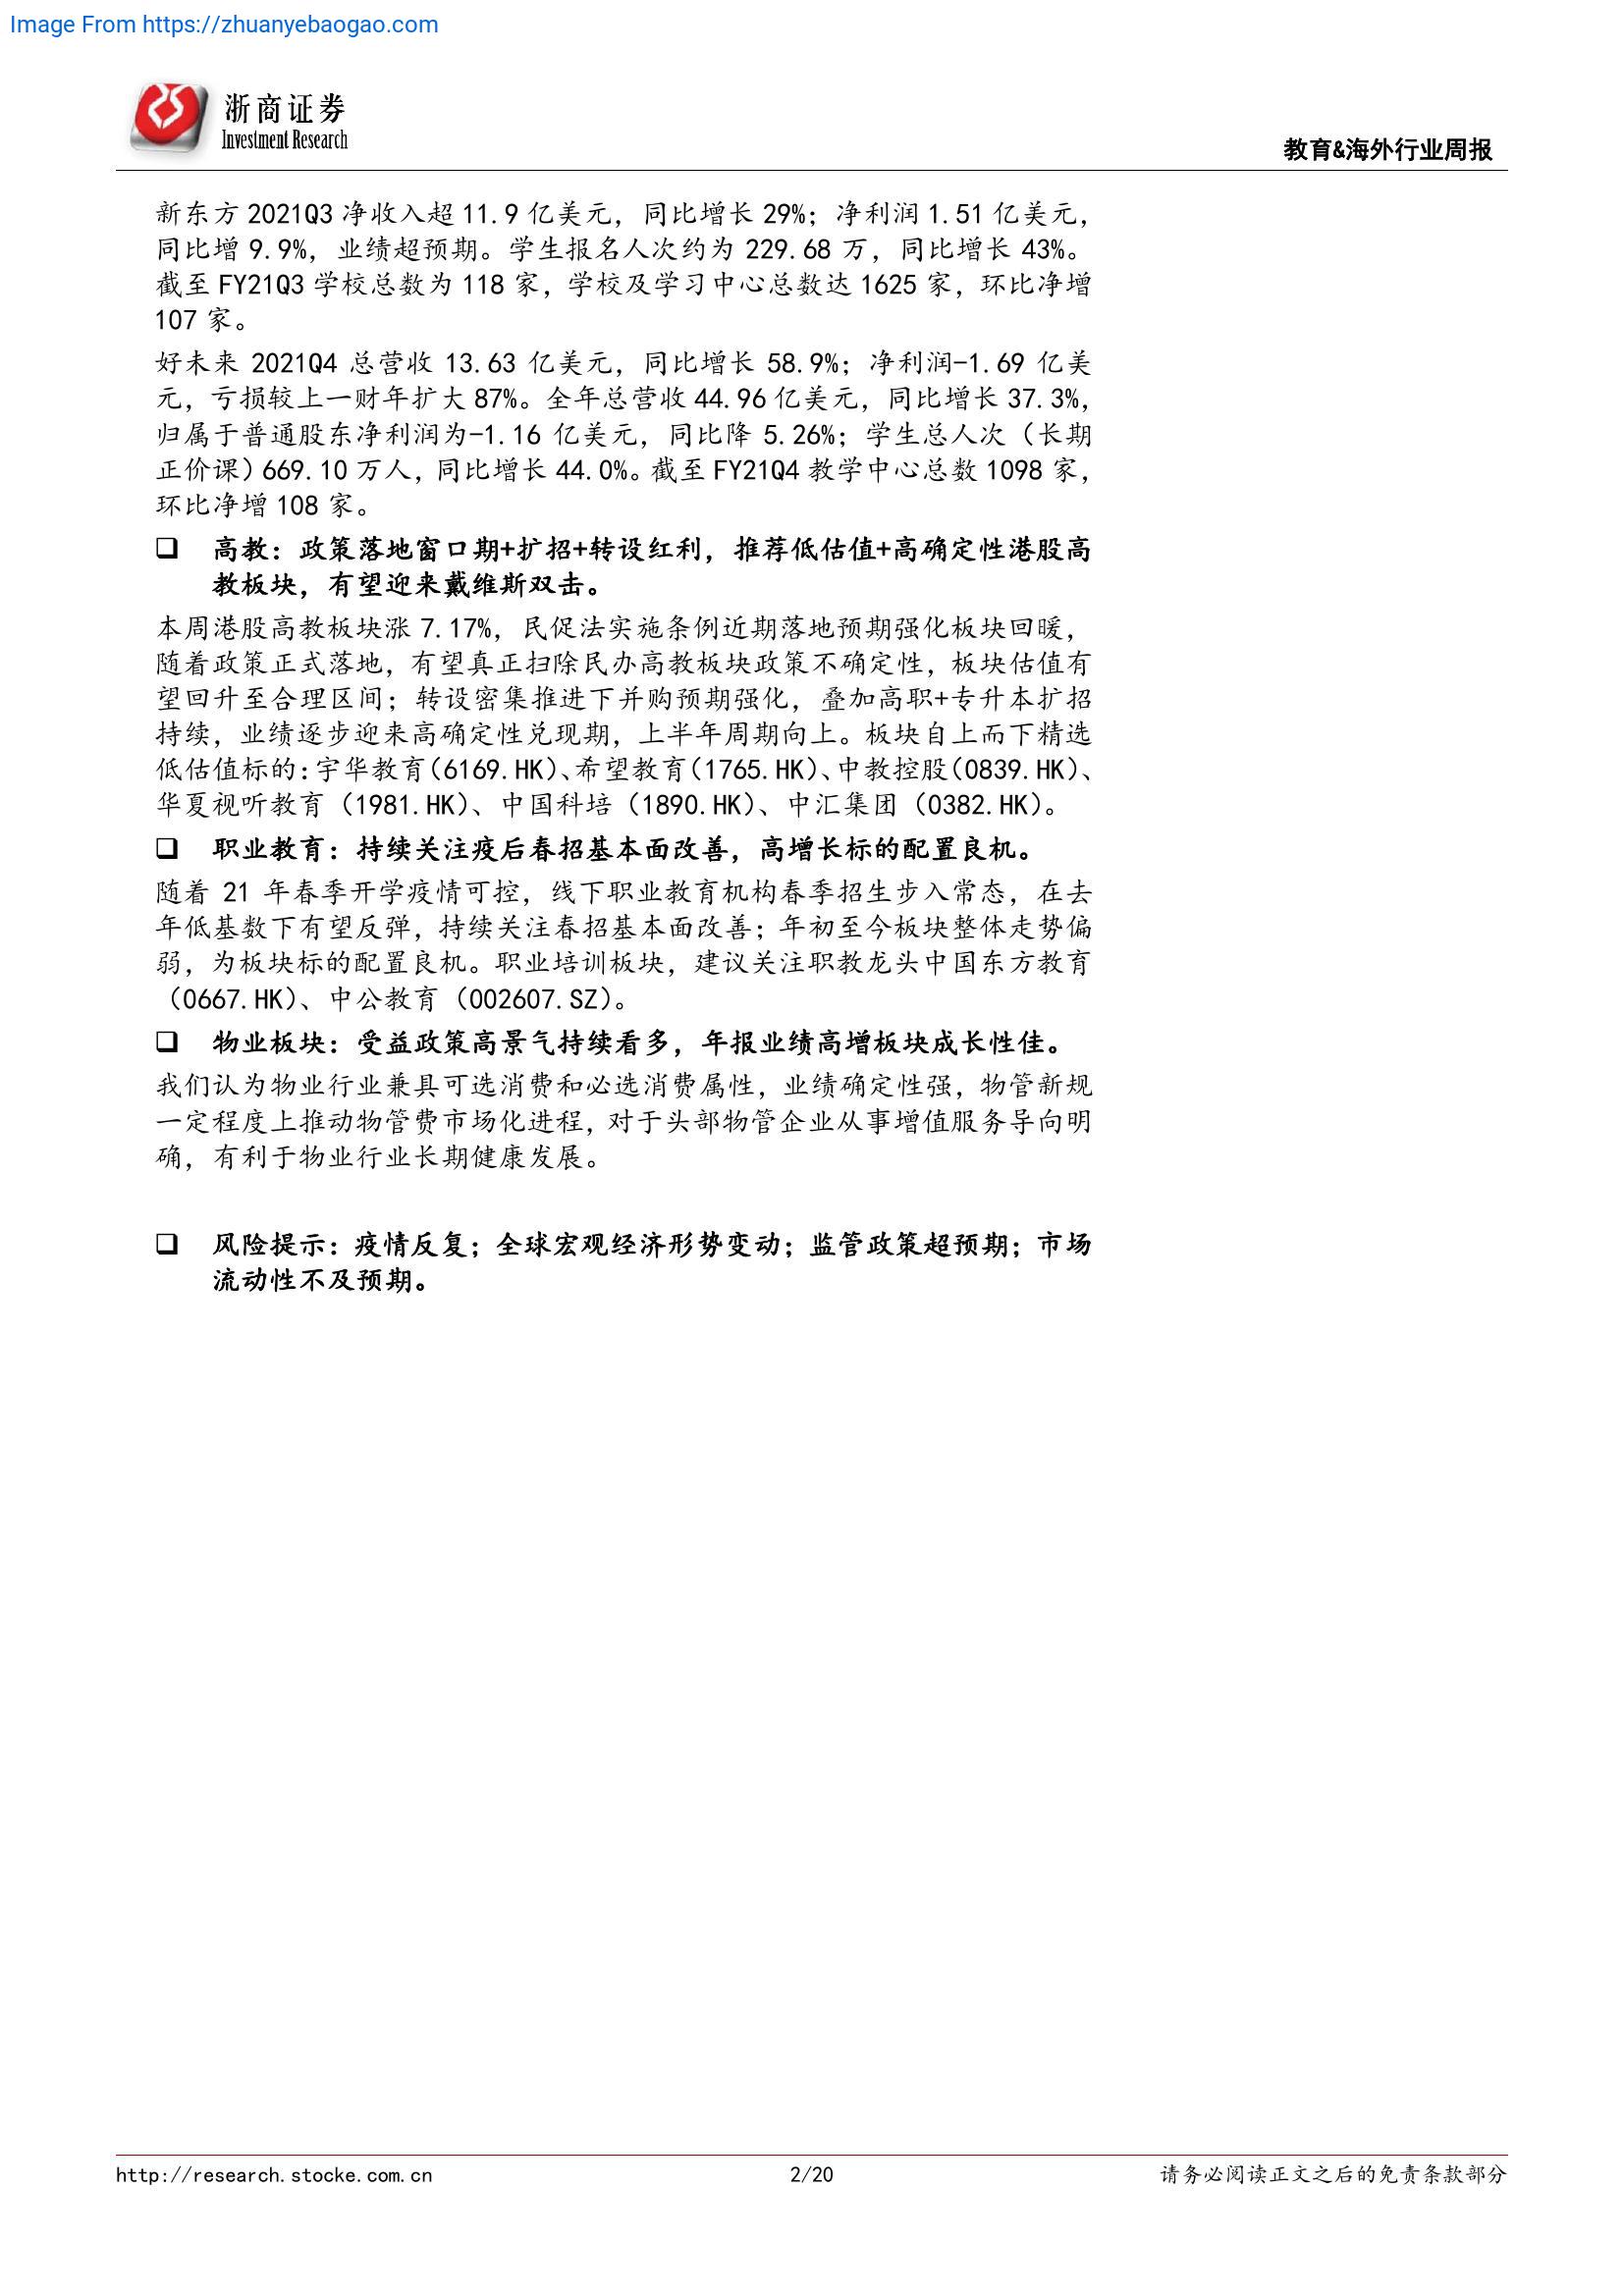 Image From https://zhuanyebaogao.com
浙商证券
Investment Research
教育&海外行业周报
新东方 2021Q3 净收入超 11.9 亿美元，同比增长 29%；净利润 1.51 亿美元，
同比增 9.9%，业绩超预期。学生报名人次约为 229.68 万，同比增长 43%。
截至 FY21Q3 学校总数为 118 家，学校及学习中心总数达 1625 家，环比净增
107 家。
好未来 2021Q4 总营收 13.63 亿美元，同比增长 58.9%；净利润-1.69 亿美
元，亏损较上一财年扩大 87%。全年总营收 44.96 亿美元，同比增长 37.3%，
归属于普通股东净利润为-1.16 亿美元，同比降 5.26%；学生总人次（长期
正价课）669.10 万人，同比增长 44.0%。截至 FY21Q4 教学中心总数 1098 家，
环比净增 108 家。
❑ 高教：政策落地窗口期+扩招+转设红利，推荐低估值+高确定性港股高
教板块，有望迎来戴维斯双击。
本周港股高教板块涨 7.17%，民促法实施条例近期落地预期强化板块回暖，
随着政策正式落地，有望真正扫除民办高教板块政策不确定性，板块估值有
望回升至合理区间；转设密集推进下并购预期强化，叠加高职+专升本扩招
持续，业绩逐步迎来高确定性兑现期，上半年周期向上。板块自上而下精选
低估值标的：宇华教育（6169.HK）、希望教育（1765.HK）、中教控股（0839.HK）、
华夏视听教育（1981.HK）、中国科培（1890.HK）、中汇集团（0382.HK）。
❑ 职业教育：持续关注疫后春招基本面改善，高增长标的配置良机。
随着 21 年春季开学疫情可控，线下职业教育机构春季招生步入常态，在去
年低基数下有望反弹，持续关注春招基本面改善；年初至今板块整体走势偏
弱，为板块标的配置良机。职业培训板块，建议关注职教龙头中国东方教育
（0667.HK）、中公教育（002607.SZ）。
❑ 物业板块：受益政策高景气持续看多，年报业绩高增板块成长性佳。
我们认为物业行业兼具可选消费和必选消费属性，业绩确定性强，物管新规
一定程度上推动物管费市场化进程，对于头部物管企业从事增值服务导向明
确，有利于物业行业长期健康发展。
❑ 风险提示：疫情反复；全球宏观经济形势变动；监管政策超预期；市场
流动性不及预期。
http://research.stocke.com.cn
2/20
请务必阅读正文之后的免责条款部分